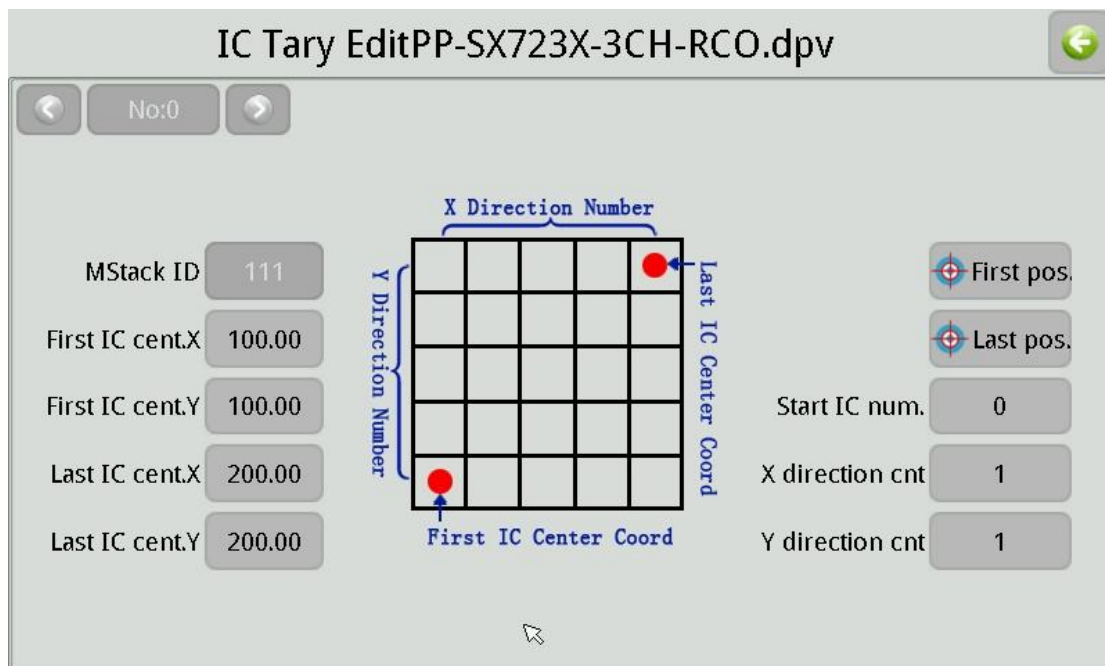 IC Tary EditPP-SX723X-3CH-RCO.dpv
No:0
X Direction Number
Y Direction Number
Last IC Center Coord
First IC Center Coord
MStack ID 111
First IC cent.X 100.00
First IC cent.Y 100.00
Last IC cent.X 200.00
Last IC cent.Y 200.00
First pos.
Last pos.
Start IC num. 0
X direction cnt 1
Y direction cnt 1